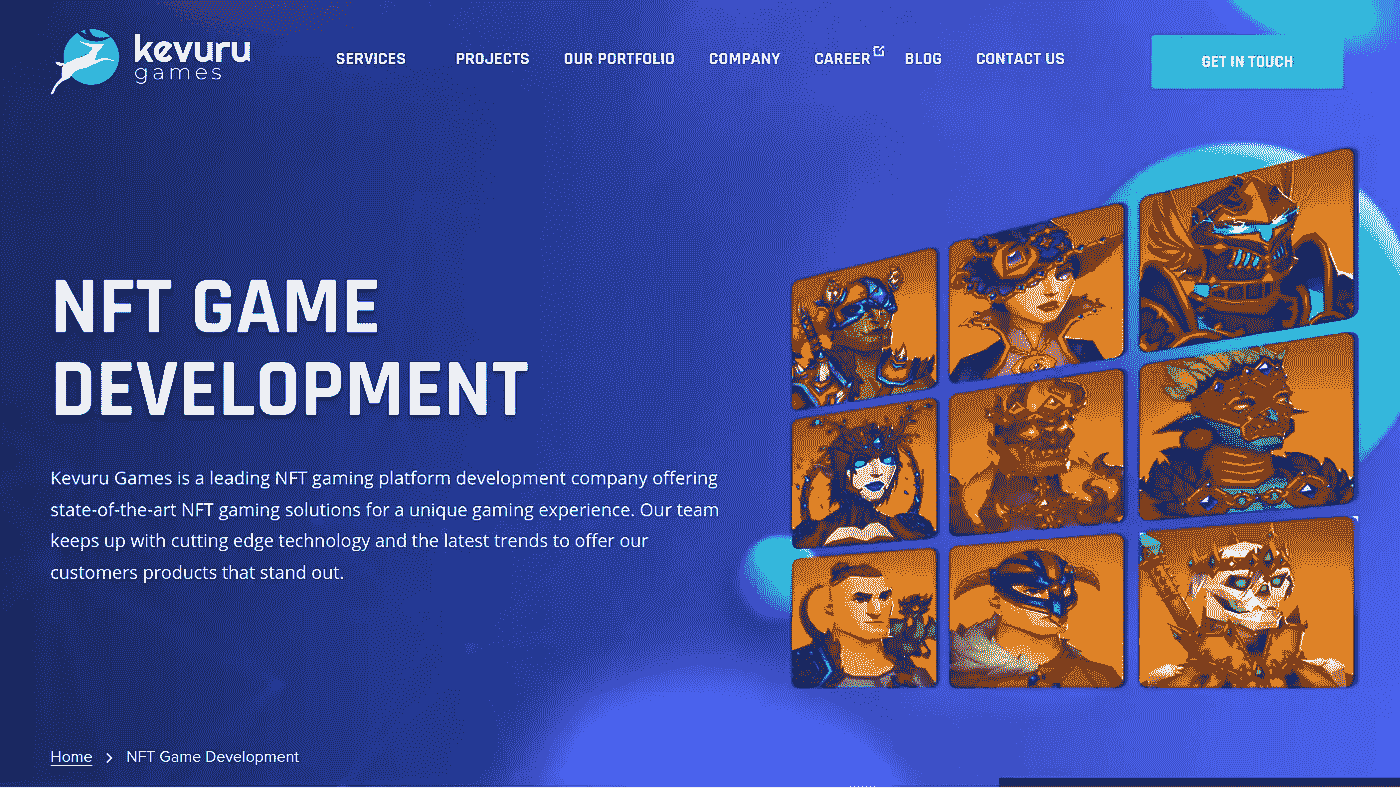 kevuru
games
SERVICES
PROJECTS
OUR PORTFOLIO
COMPANY
CAREER
BLOG
CONTACT US
GET IN TOUCH
NFT GAME
DEVELOPMENT
Kevuru Games is a leading NFT gaming platform development company offering
state-of-the-art NFT gaming solutions for a unique gaming experience. Our team
keeps up with cutting edge technology and the latest trends to offer our
customers products that stand out.
Home > NFT Game Development